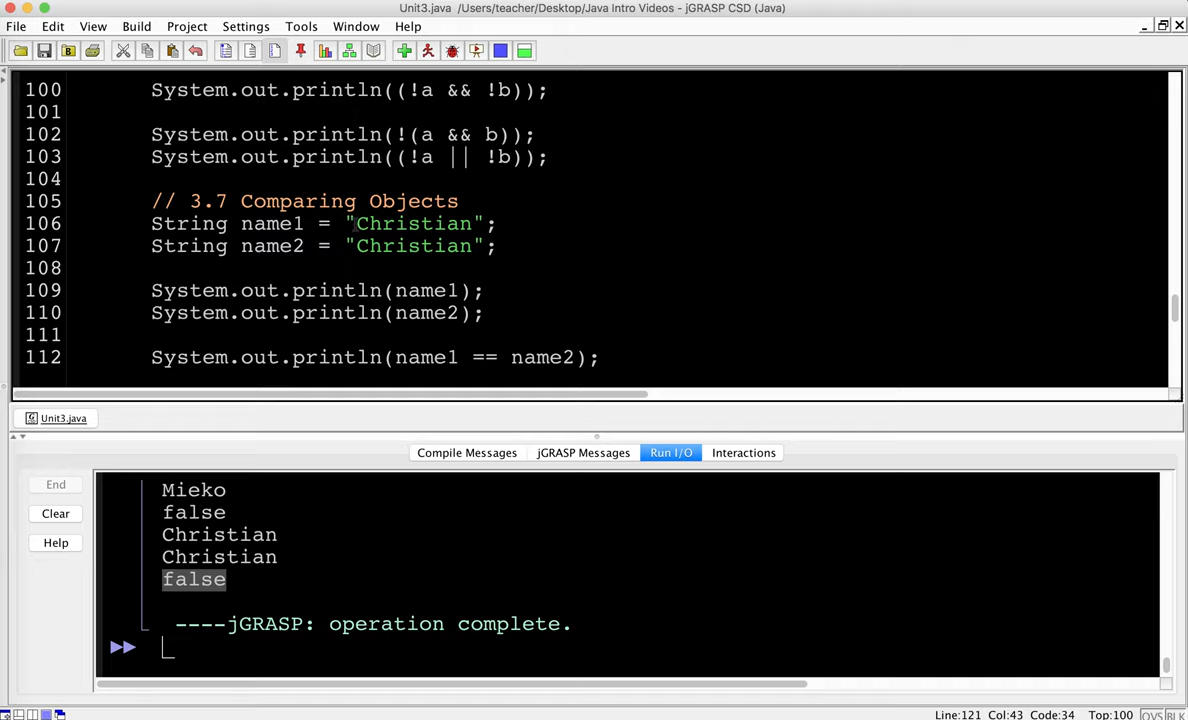 Unit3.java /Users/teacher/Desktop/Java Intro Videos - jGRASP CSD (Java)
File Edit View Build Project Settings Tools Window Help
100 System.out.println((!a && !b));
101
102 System.out.println(!(a && b));
103 System.out.println((!a || !b));
104
105 // 3.7 Comparing Objects
106 String name1 = "Christian";
107 String name2 = "Christian";
108
109 System.out.println(name1);
110 System.out.println(name2);
111
112 System.out.println(name1 == name2);
Unit3.java
Compile Messages jGRASP Messages Run I/O Interactions
End
Clear
Help
Mieko
false
Christian
Christian
false
----jGRASP: operation complete.
Line:121 Col:43 Code:34 Top:100 OVS BLK